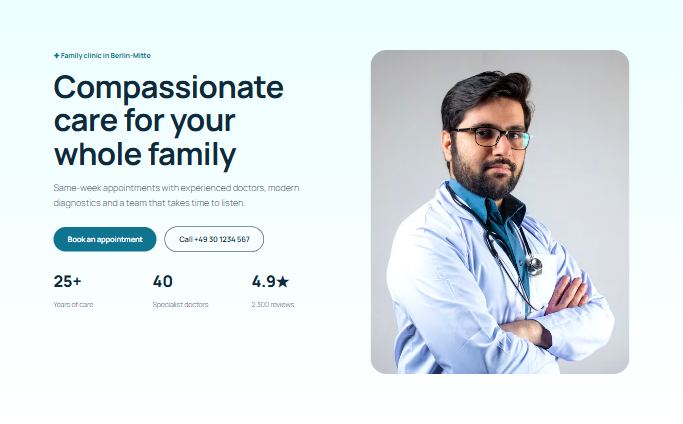 ✚ Family clinic in Berlin-Mitte
Compassionate
care for your
whole family
Same-week appointments with experienced doctors, modern
diagnostics and a team that takes time to listen.
Book an appointment
Call +49 30 1234 567
25+
Years of care
40
Specialist doctors
4.9★
2,300 reviews